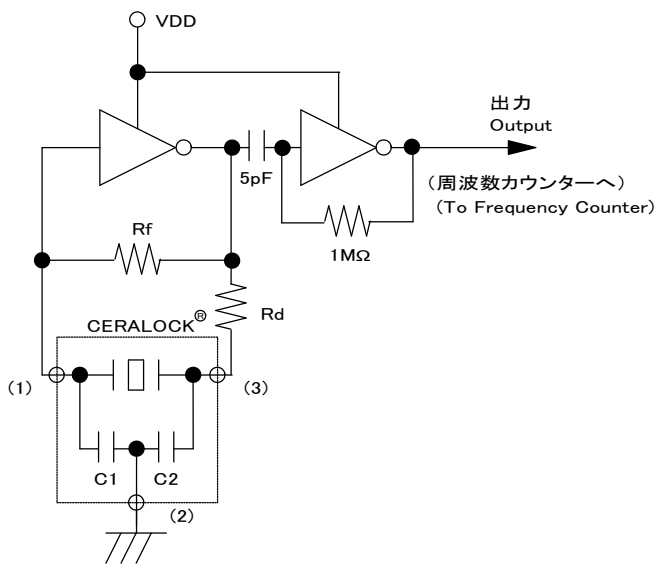 VDD
出力
Output
5pF
(周波数カウンターへ)
(To Frequency Counter)
Rf
1MΩ
Rd
CERALOCK®
(1)
(3)
C1
C2
(2)